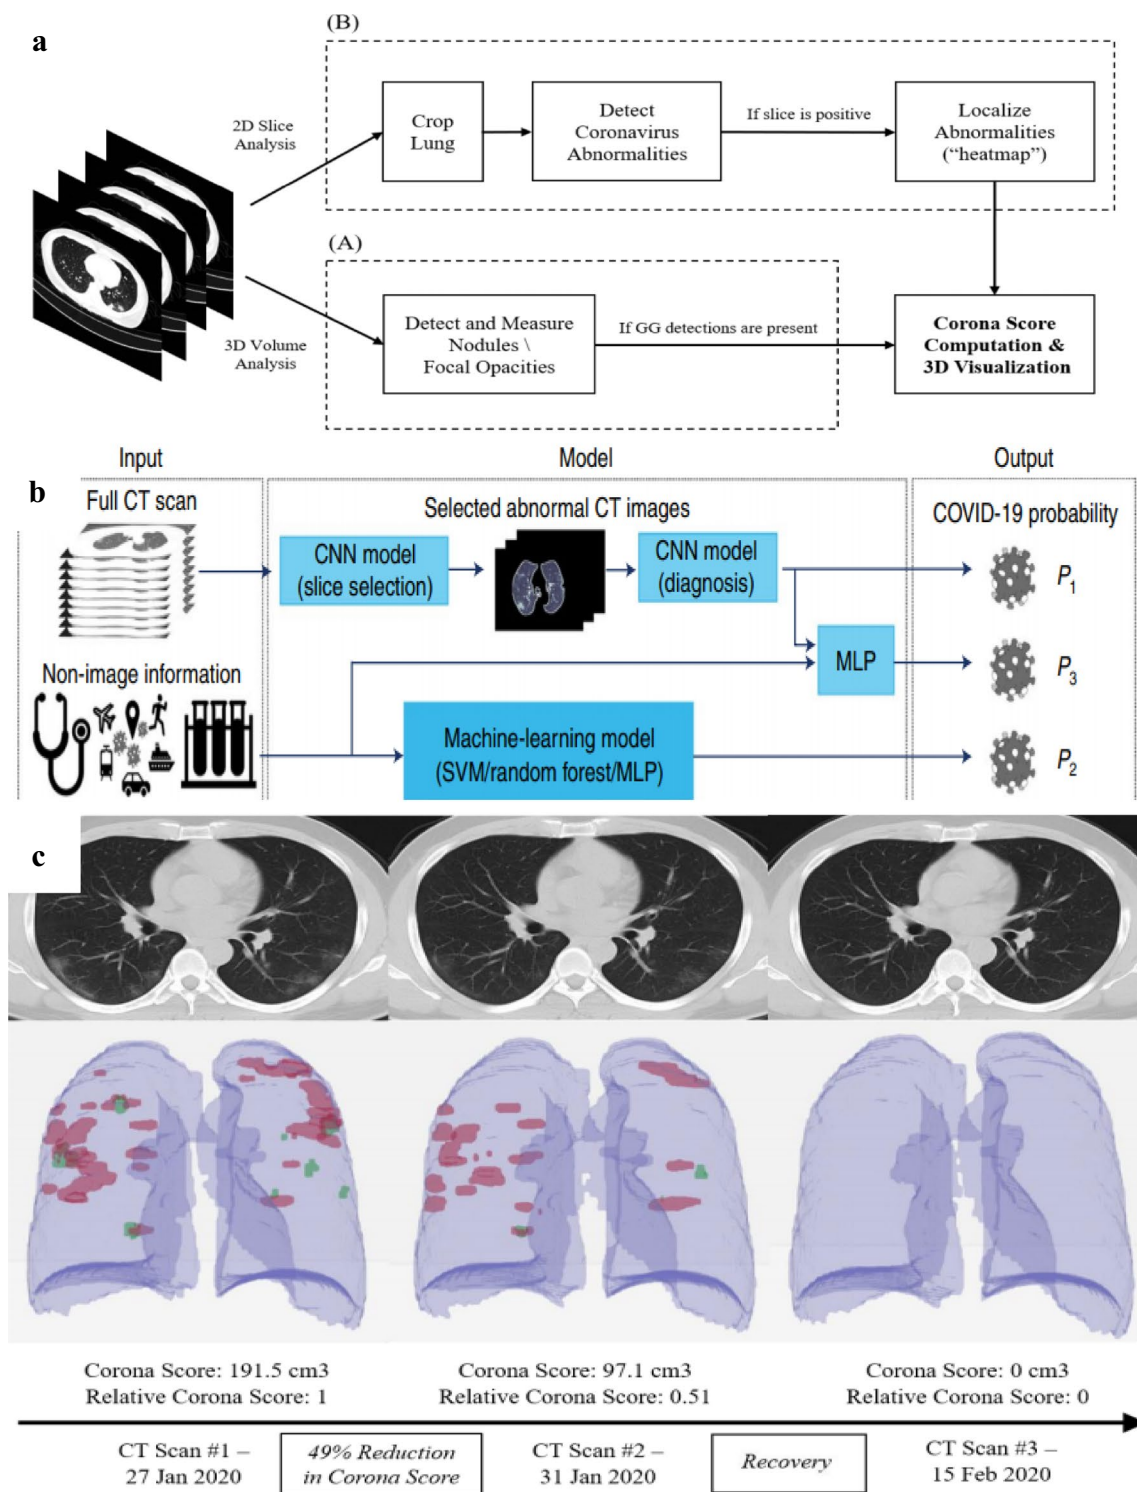 a
(B)
2D Slice
Analysis
Crop
Lung
Detect
Coronavirus
Abnormalities
If slice is positive
Localize
Abnormalities
(“heatmap”)
(A)
3D Volume
Analysis
Detect and Measure
Nodules \
Focal Opacities
If GG detections are present
Corona Score
Computation &
3D Visualization
b
Input
Model
Output
Full CT scan
Selected abnormal CT images
COVID-19 probability
CNN model
(slice selection)
CNN model
(diagnosis)
P1
Non-image information
MLP
P3
Machine-learning model
(SVM/random forest/MLP)
P2
c
Corona Score: 191.5 cm3
Relative Corona Score: 1
Corona Score: 97.1 cm3
Relative Corona Score: 0.51
Corona Score: 0 cm3
Relative Corona Score: 0
CT Scan #1 –
27 Jan 2020
49% Reduction
in Corona Score
CT Scan #2 –
31 Jan 2020
Recovery
CT Scan #3 –
15 Feb 2020